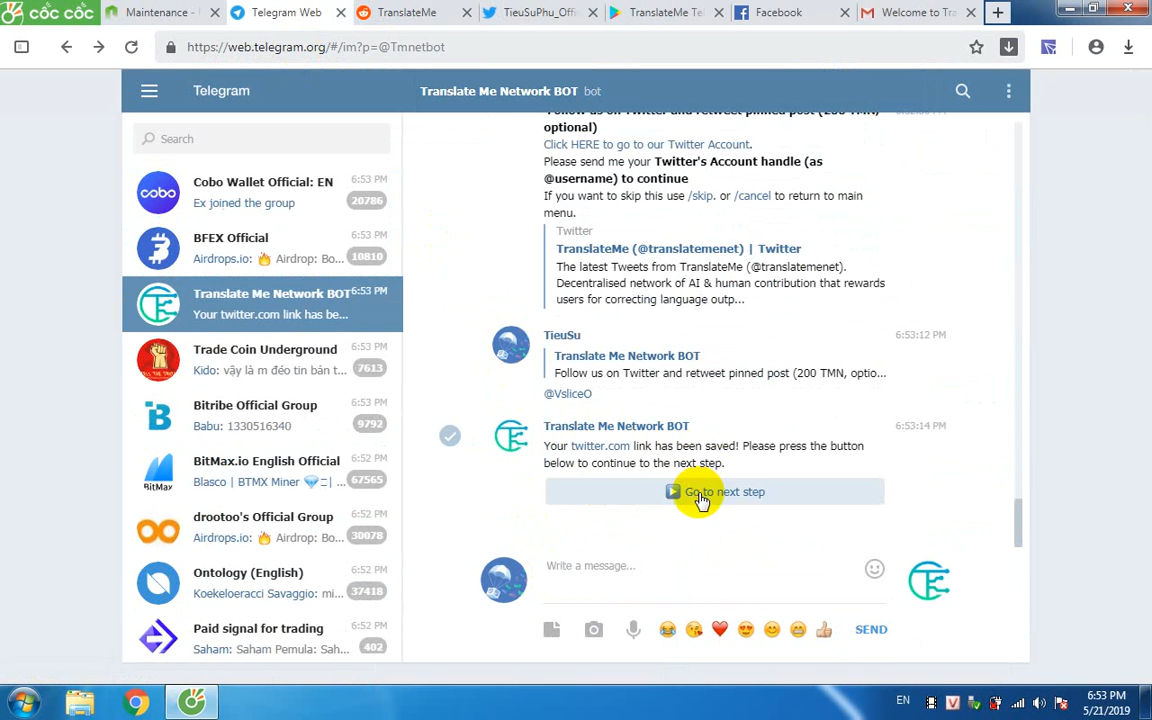 cốc cốc
Maintenance -
Telegram Web
TranslateMe
TieuSuPhu_Offi
TranslateMe Te
Facebook
Welcome to Tra
https://web.telegram.org/#/im?p=@Tmnetbot
Telegram
Translate Me Network BOT bot
Search
Cobo Wallet Official: EN
6:53 PM
Ex joined the group
20786
BFEX Official
6:53 PM
Airdrops.io: 🔥 Airdrop: Bo...
10810
Translate Me Network BOT
6:53 PM
Your twitter.com link has be...
Trade Coin Underground
6:53 PM
Kido: vậy là m đéo tin bản t...
7613
Bitribe Official Group
6:53 PM
Babu: 1330516340
9792
BitMax.io English Official
6:52 PM
Blasco | BTMX Miner 💎Ξ| ...
67565
BitMax
drootoo's Official Group
6:52 PM
Airdrops.io: 🔥 Airdrop: Bo...
30078
Ontology (English)
6:52 PM
Koekeloeracci Savaggio: mi...
37418
Paid signal for trading
6:52 PM
Saham: Saham Pemula: Sah...
402
Follow us on Twitter and retweet pinned post (200 TMN,
optional)
Click HERE to go to our Twitter Account.
Please send me your Twitter's Account handle (as
@username) to continue
If you want to skip this use /skip. or /cancel to return to main
menu.
Twitter
TranslateMe (@translatemenet) | Twitter
The latest Tweets from TranslateMe (@translatemenet).
Decentralised network of AI & human contribution that rewards
users for correcting language outp...
TieuSu
6:53:12 PM
Translate Me Network BOT
Follow us on Twitter and retweet pinned post (200 TMN, optio...
@VsliceO
Translate Me Network BOT
6:53:14 PM
Your twitter.com link has been saved! Please press the button
below to continue to the next step.
Go to next step
Write a message...
SEND
EN
6:53 PM
5/21/2019